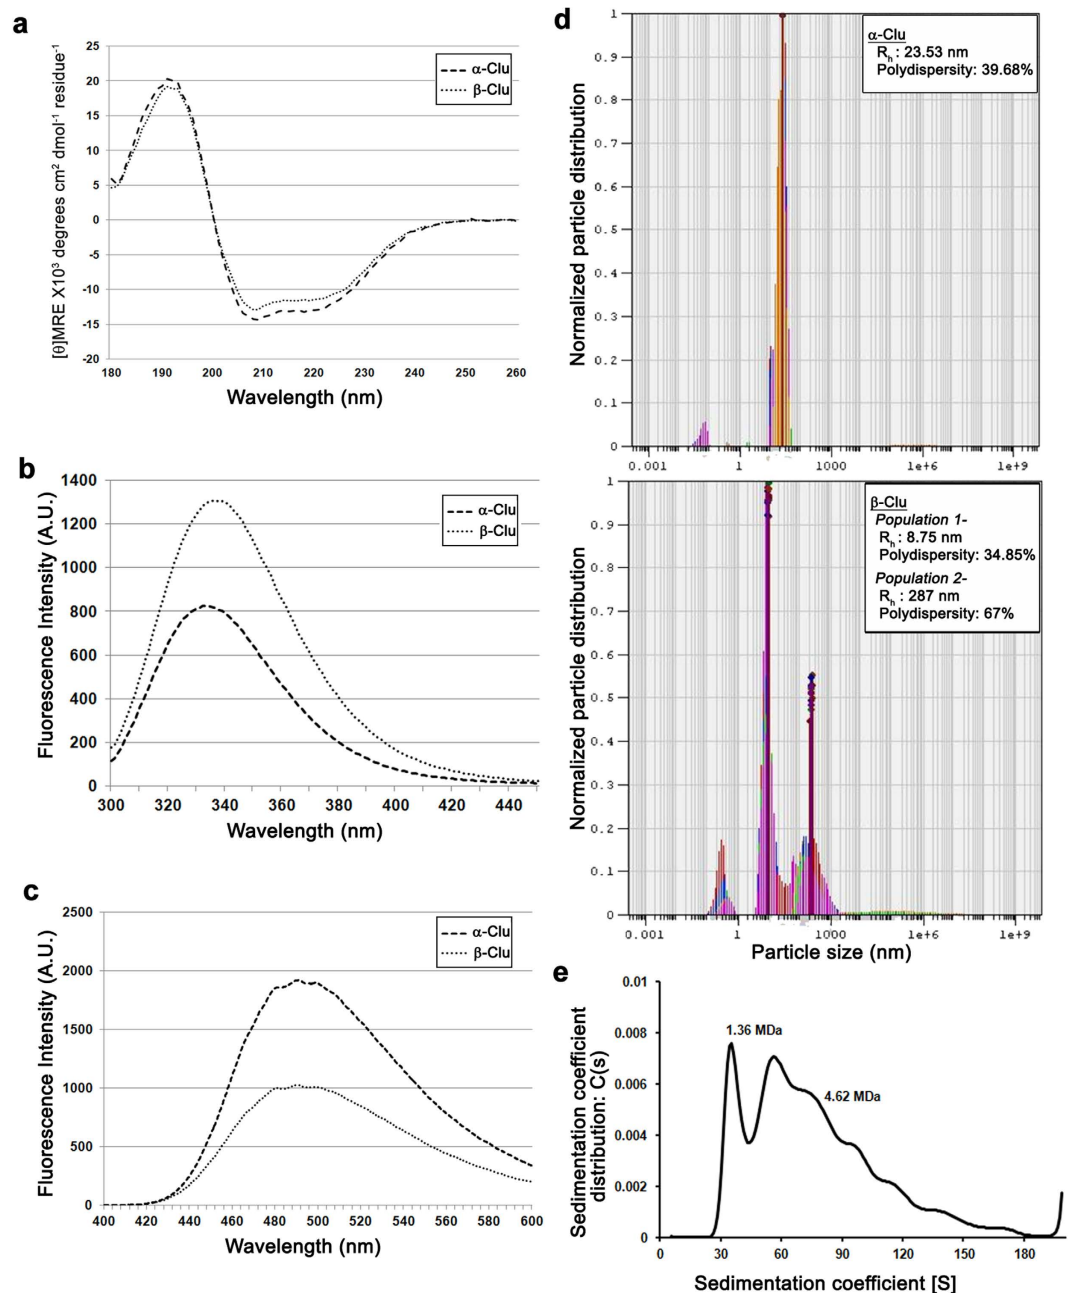 a
[θ]MRE X10³ degrees cm² dmol⁻¹ residue⁻¹
25
20
15
10
5
0
-5
-10
-15
-20
α-Clu
β-Clu
180 190 200 210 220 230 240 250 260
Wavelength (nm)
b
Fluorescence Intensity (A.U.)
1400
1200
1000
800
600
400
200
0
α-Clu
β-Clu
300 320 340 360 380 400 420 440
Wavelength (nm)
c
Fluorescence Intensity (A.U.)
2500
2000
1500
1000
500
0
α-Clu
β-Clu
400 420 440 460 480 500 520 540 560 580 600
Wavelength (nm)
d
Normalized particle distribution
1
0.9
0.8
0.7
0.6
0.5
0.4
0.3
0.2
0.1
0
α-Clu
Rh : 23.53 nm
Polydispersity: 39.68%
0.001 1 1000 1e+6 1e+9
Normalized particle distribution
1
0.9
0.8
0.7
0.6
0.5
0.4
0.3
0.2
0.1
0
β-Clu
Population 1-
Rh : 8.75 nm
Polydispersity: 34.85%
Population 2-
Rh : 287 nm
Polydispersity: 67%
0.001 1 1000 1e+6 1e+9
Particle size (nm)
e
Sedimentation coefficient
distribution: C(s)
0.01
0.008
0.006
0.004
0.002
0
1.36 MDa
4.62 MDa
0 30 60 90 120 150 180
Sedimentation coefficient [S]